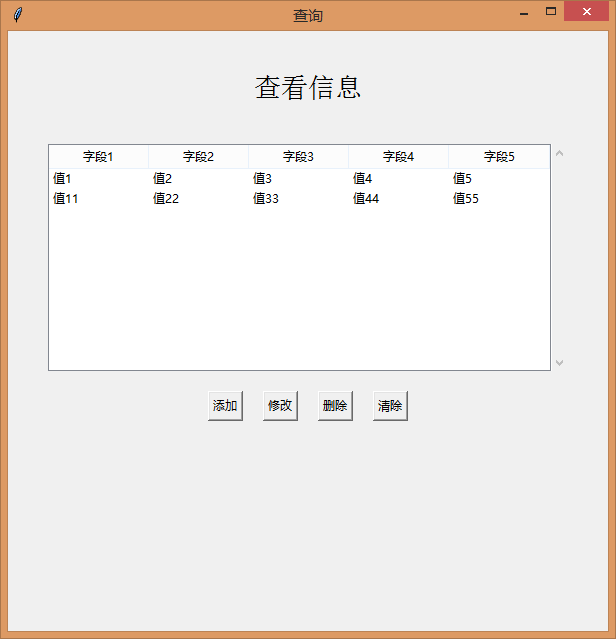 查询
查看信息
字段1 字段2 字段3 字段4 字段5
值1 值2 值3 值4 值5
值11 值22 值33 值44 值55
添加 修改 删除 清除